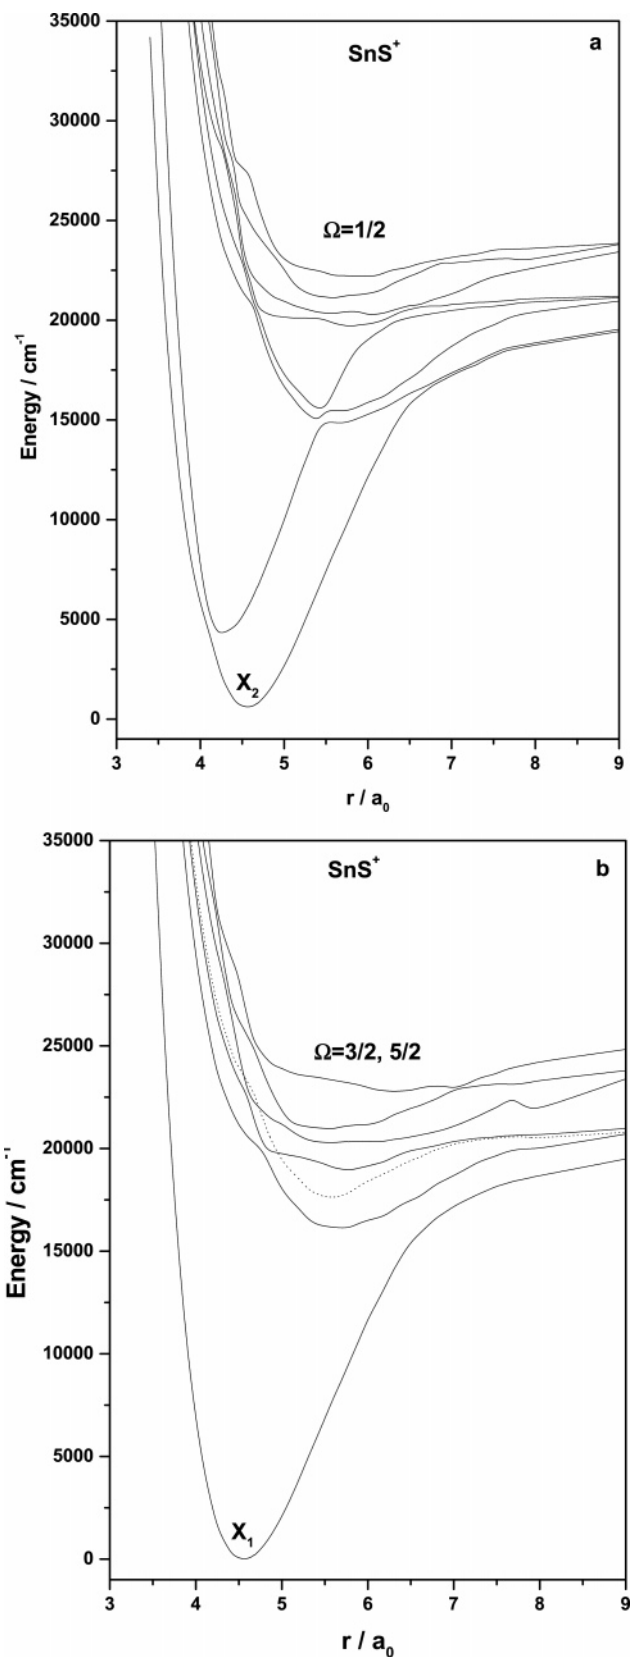 35000
SnS⁺
a
30000
25000
Ω=1/2
20000
15000
10000
5000
X₂
0
3 4 5 6 7 8 9
r / a₀
Energy / cm⁻¹
35000
SnS⁺
b
30000
25000
Ω=3/2, 5/2
20000
15000
10000
5000
X₁
0
3 4 5 6 7 8 9
r / a₀
Energy / cm⁻¹